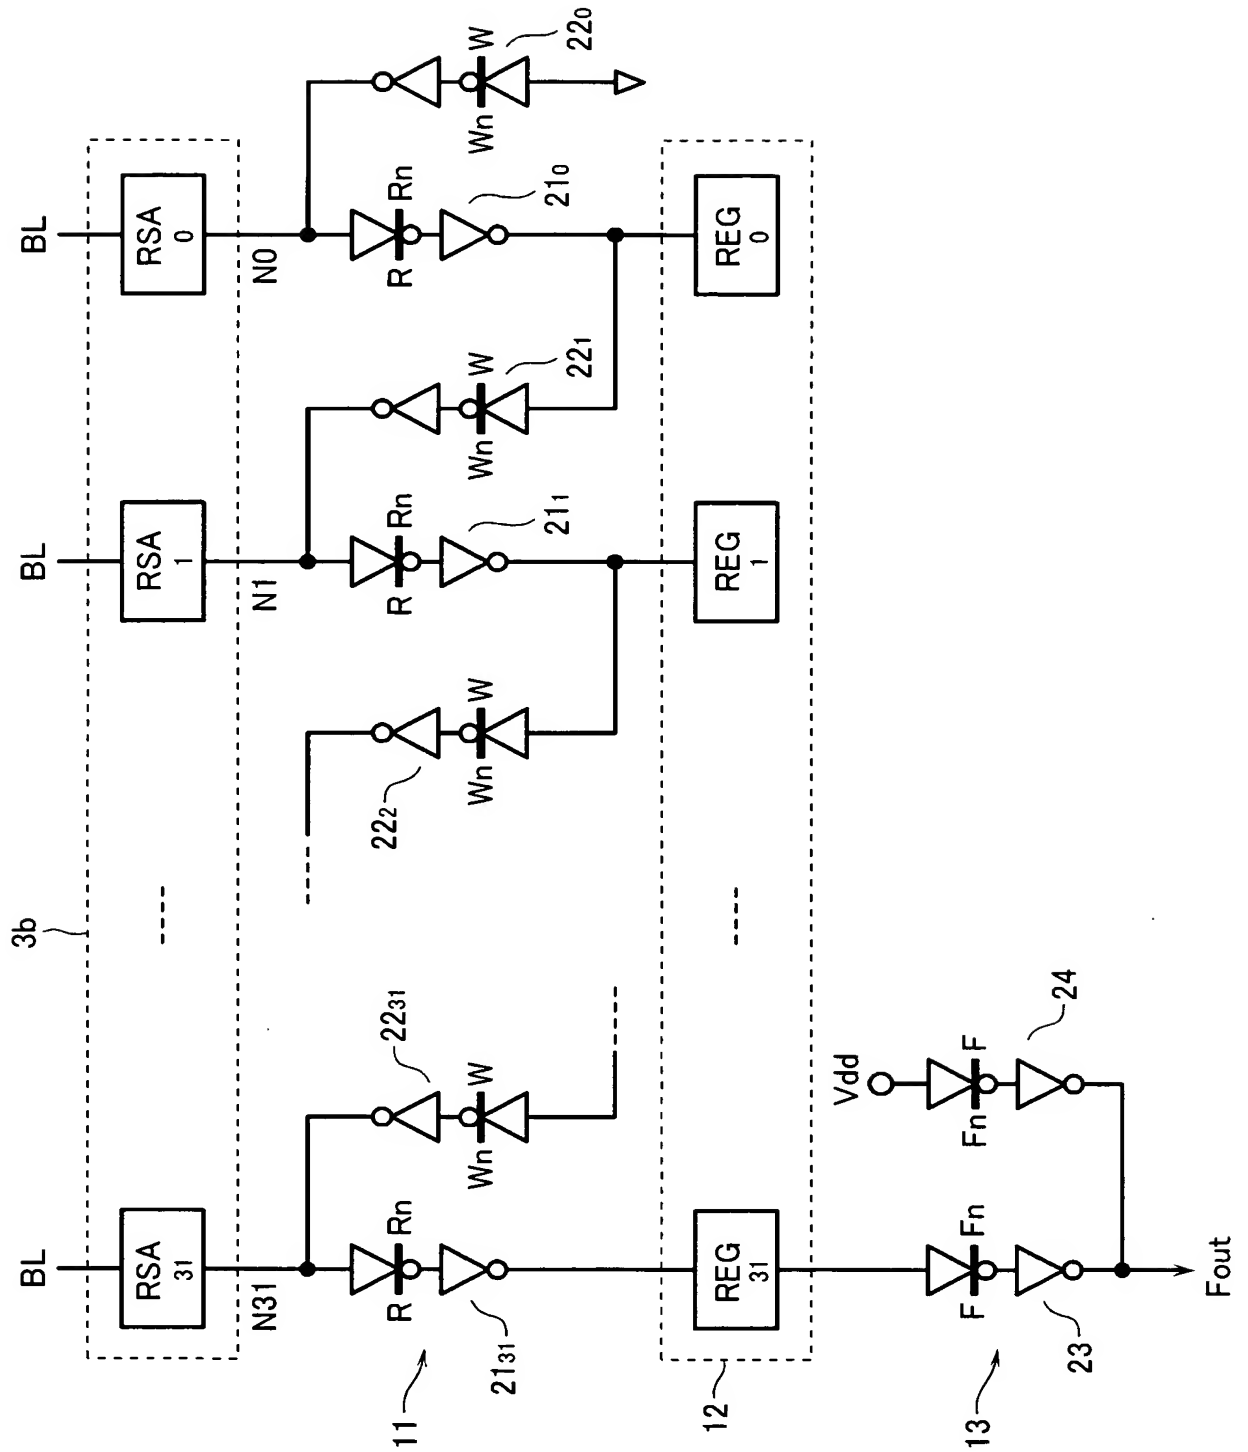 BL
BL
BL
3b
RSA
31
RSA
1
RSA
0
N31
N1
N0
11
R
Rn
21₃₁
22₃₁
Wn
W
22₂
Wn
W
R
Rn
21₁
Wn
W
22₁
R
Rn
21₀
Wn
W
22₀
12
REG
31
REG
1
REG
0
13
F
Fn
23
Vdd
Fn
F
24
Fout